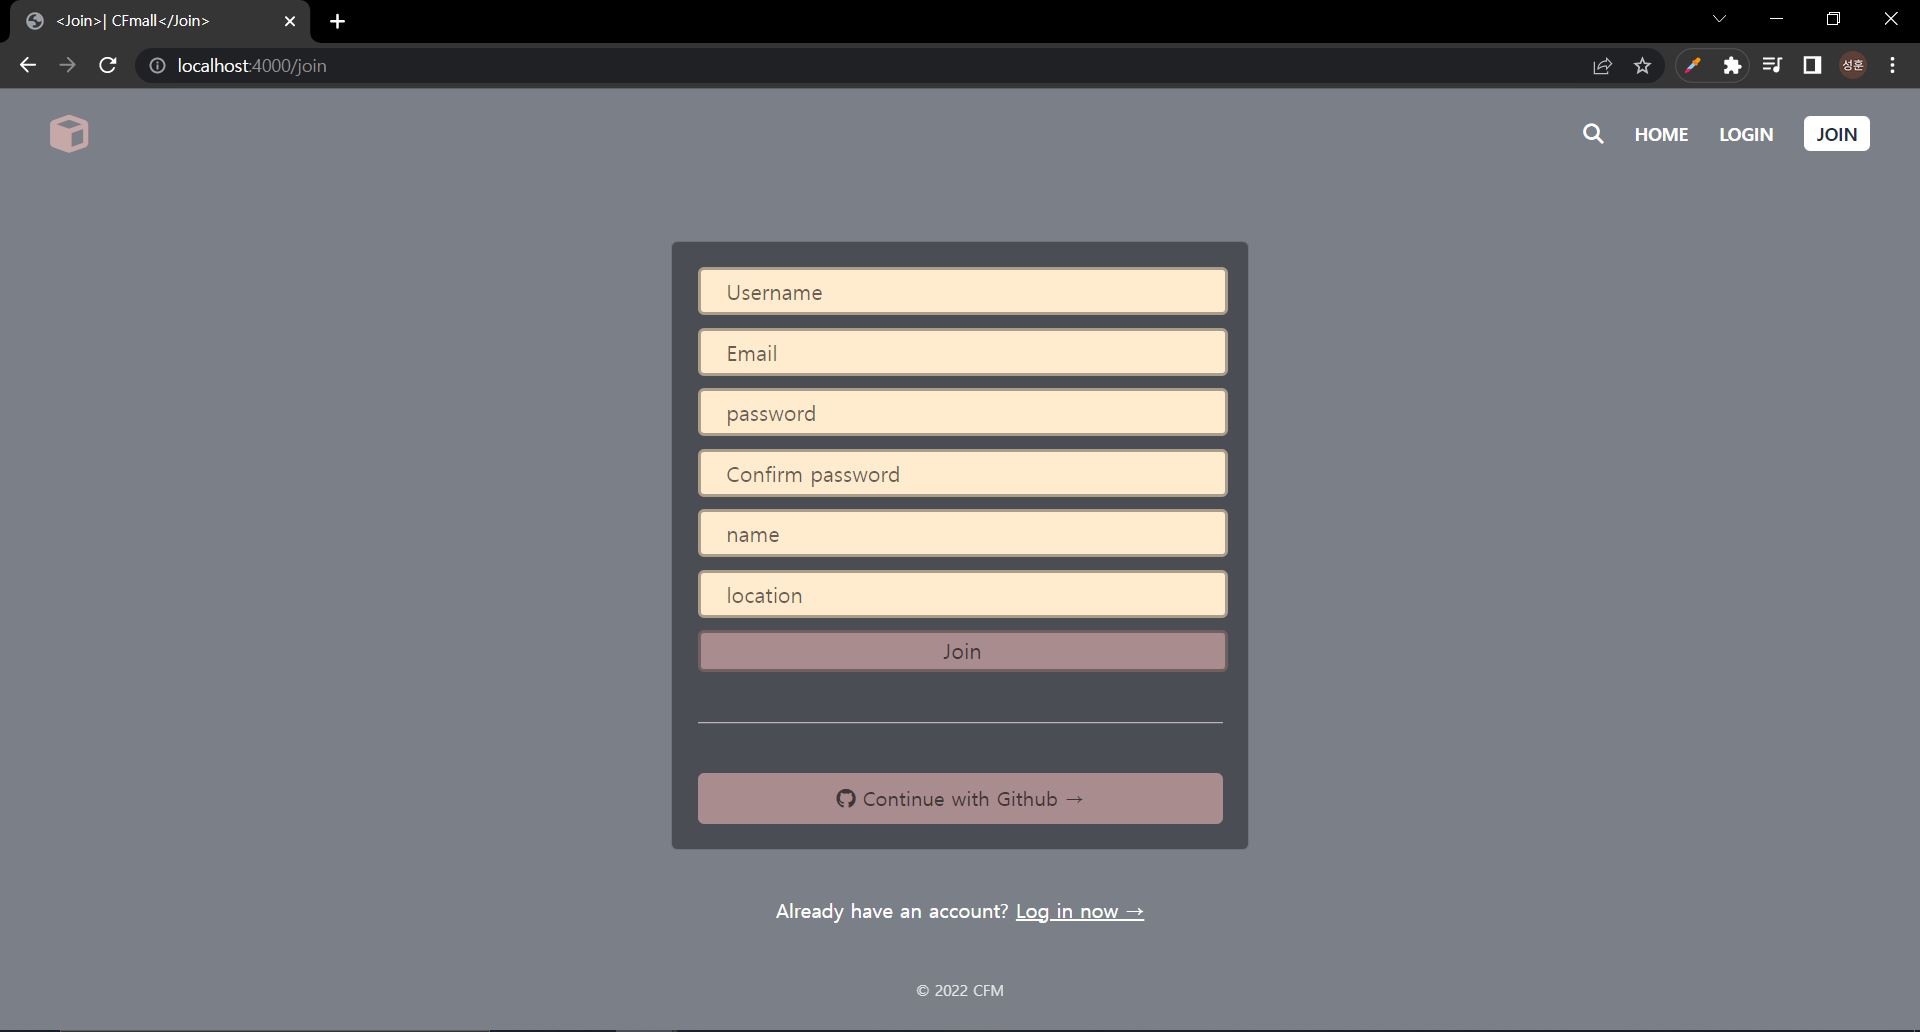 <Join>| CFmall</Join>
localhost:4000/join
성훈
HOME LOGIN JOIN
Username
Email
password
Confirm password
name
location
Join
Continue with Github →
Already have an account? Log in now →
© 2022 CFM